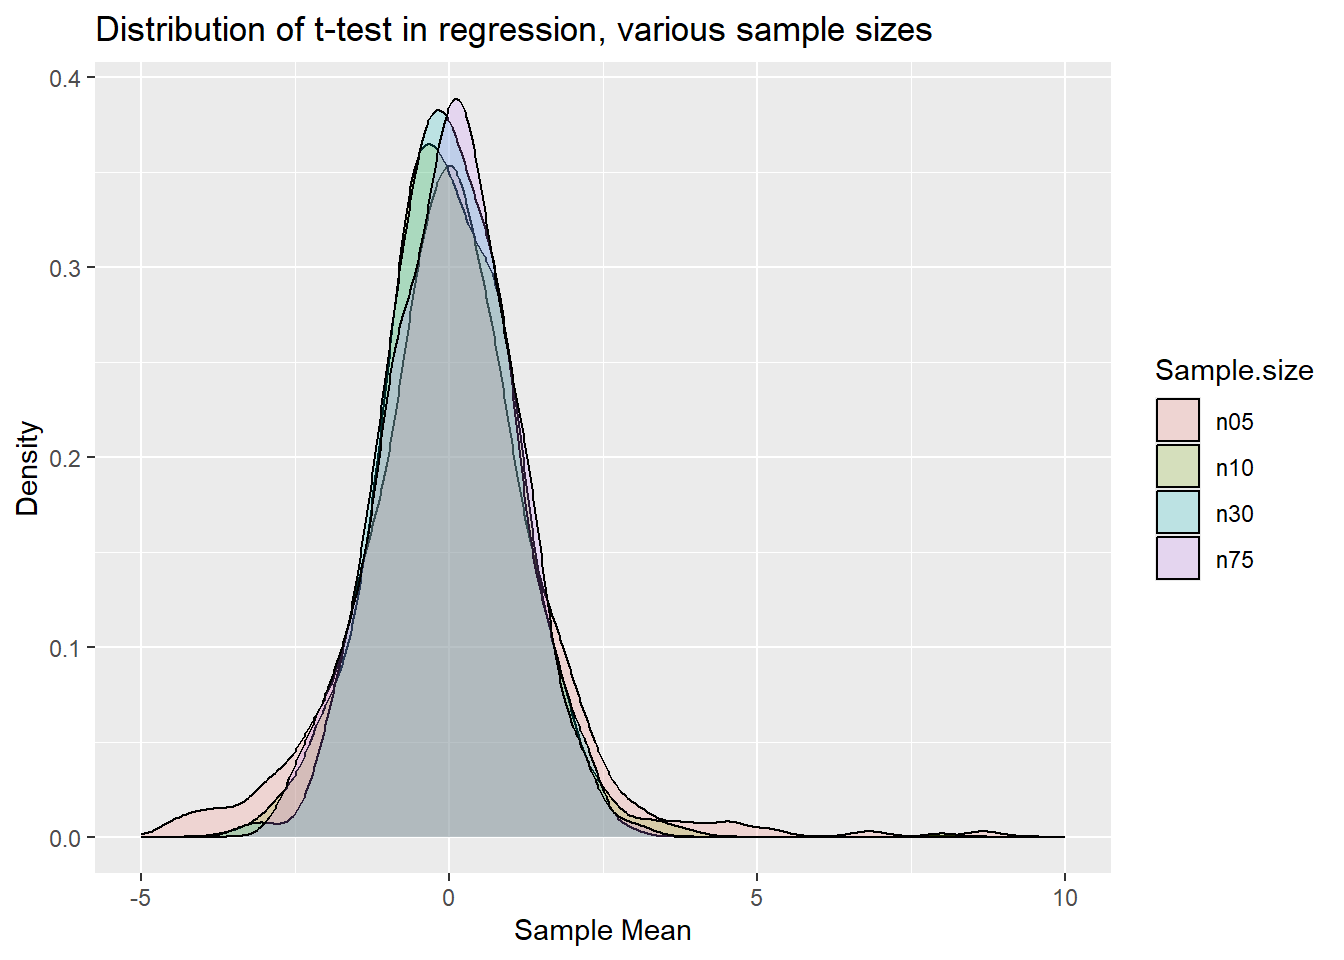 Distribution of t-test in regression, various sample sizes
0.4
0.3
0.2
0.1
0.0
Density
-5
0
5
10
Sample Mean
Sample.size
n05
n10
n30
n75